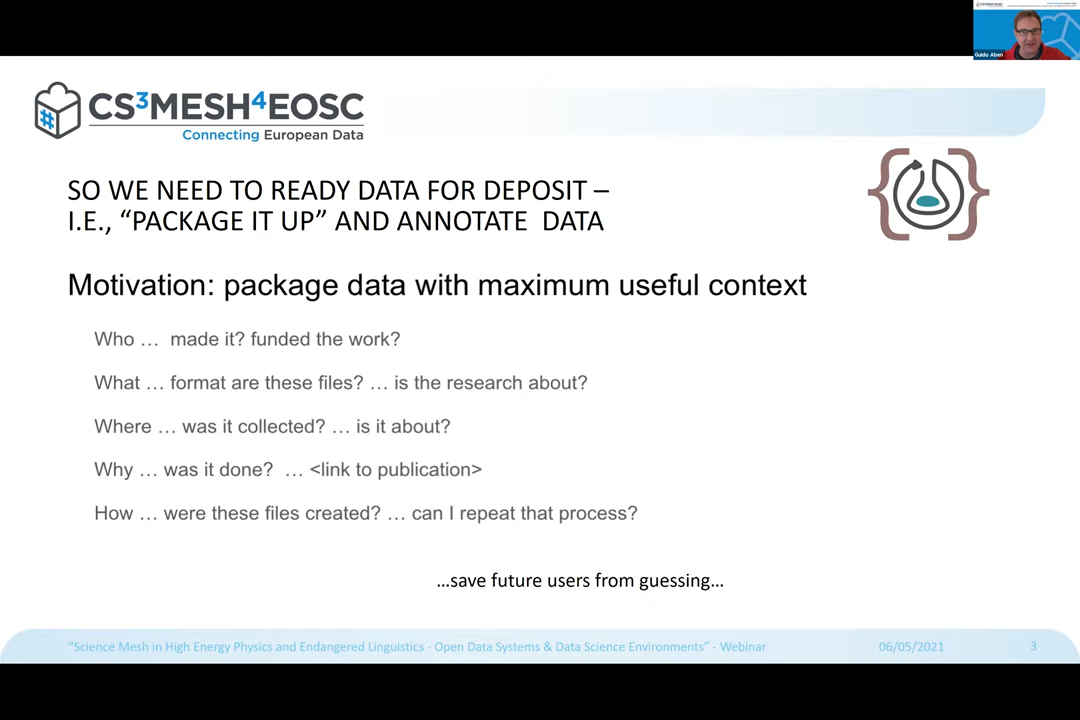 Guido Aben
CS3MESH4EOSC
Connecting European Data
SO WE NEED TO READY DATA FOR DEPOSIT –
I.E., “PACKAGE IT UP” AND ANNOTATE DATA
Motivation: package data with maximum useful context
Who … made it? funded the work?
What … format are these files? … is the research about?
Where … was it collected? … is it about?
Why … was it done? … <link to publication>
How … were these files created? … can I repeat that process?
…save future users from guessing…
“Science Mesh in High Energy Physics and Endangered Linguistics - Open Data Systems & Data Science Environments” - Webinar
06/05/2021
3